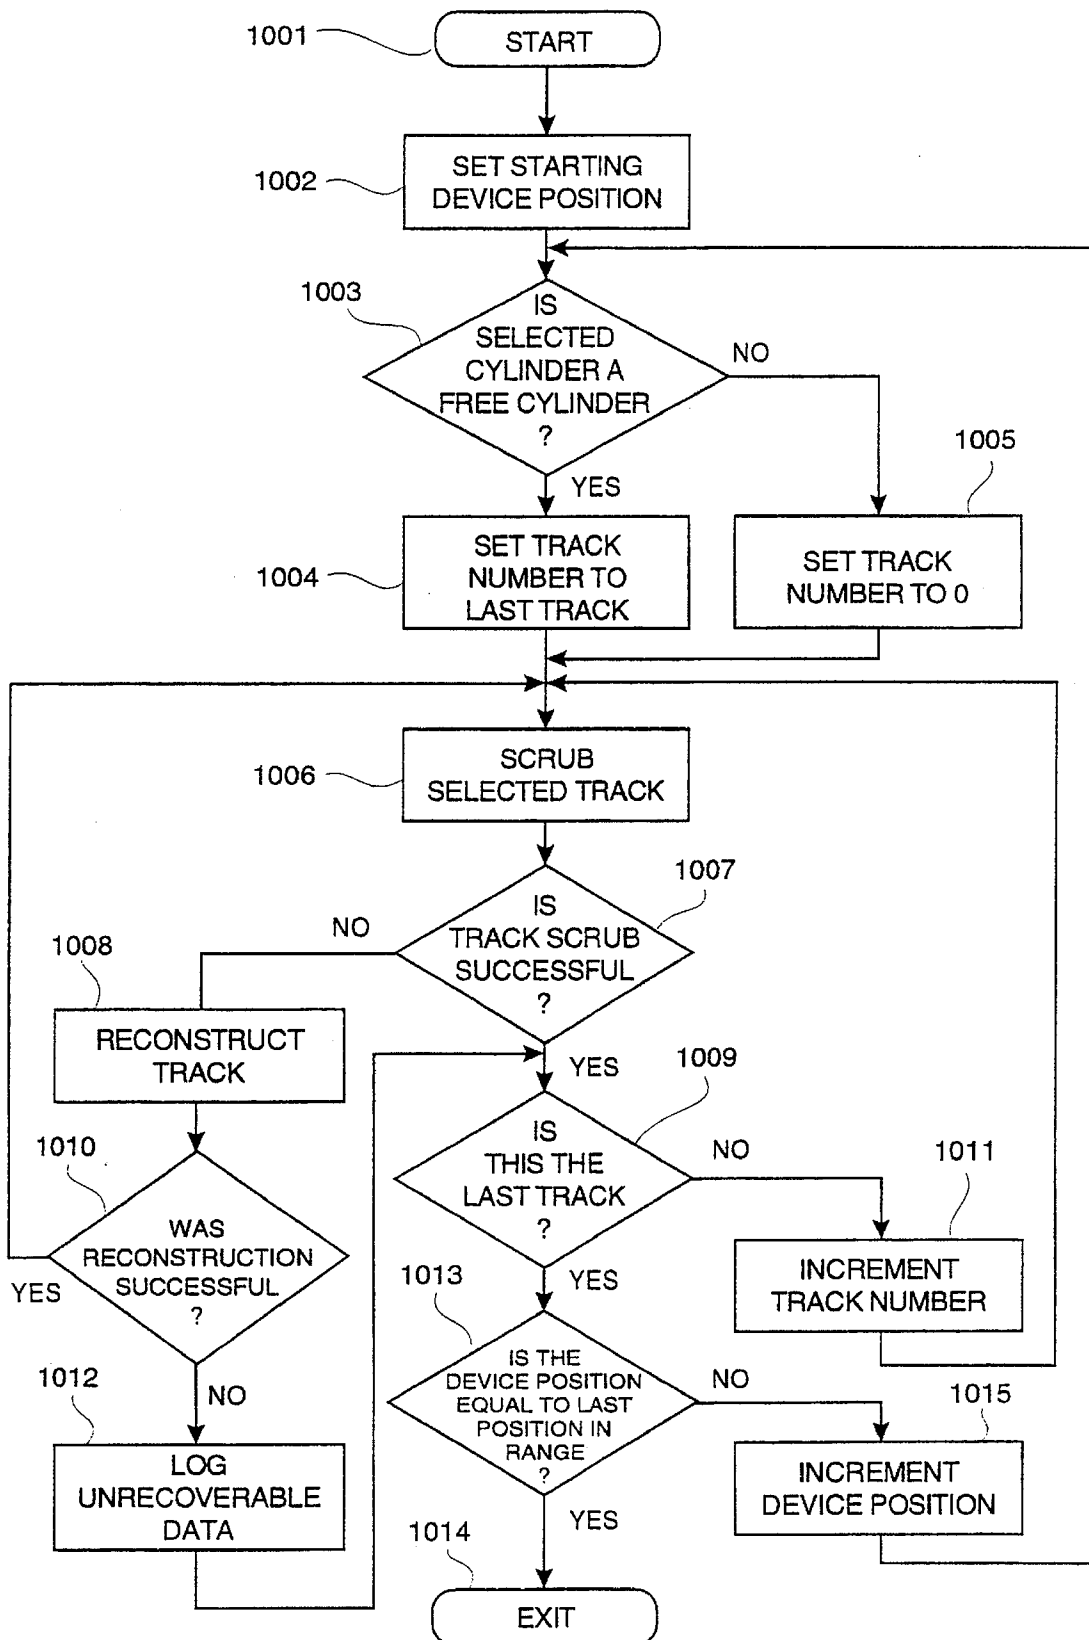 1001
START
1002
SET STARTING
DEVICE POSITION
1003
IS
SELECTED
CYLINDER A
FREE CYLINDER
?
NO
YES
1004
SET TRACK
NUMBER TO
LAST TRACK
1005
SET TRACK
NUMBER TO 0
1006
SCRUB
SELECTED TRACK
1007
IS
TRACK SCRUB
SUCCESSFUL
?
NO
YES
1008
RECONSTRUCT
TRACK
1009
IS
THIS THE
LAST TRACK
?
NO
YES
1010
WAS
RECONSTRUCTION
SUCCESSFUL
?
YES
NO
1011
INCREMENT
TRACK NUMBER
1012
LOG
UNRECOVERABLE
DATA
1013
IS THE
DEVICE POSITION
EQUAL TO LAST
POSITION IN
RANGE
?
NO
YES
1015
INCREMENT
DEVICE POSITION
1014
EXIT